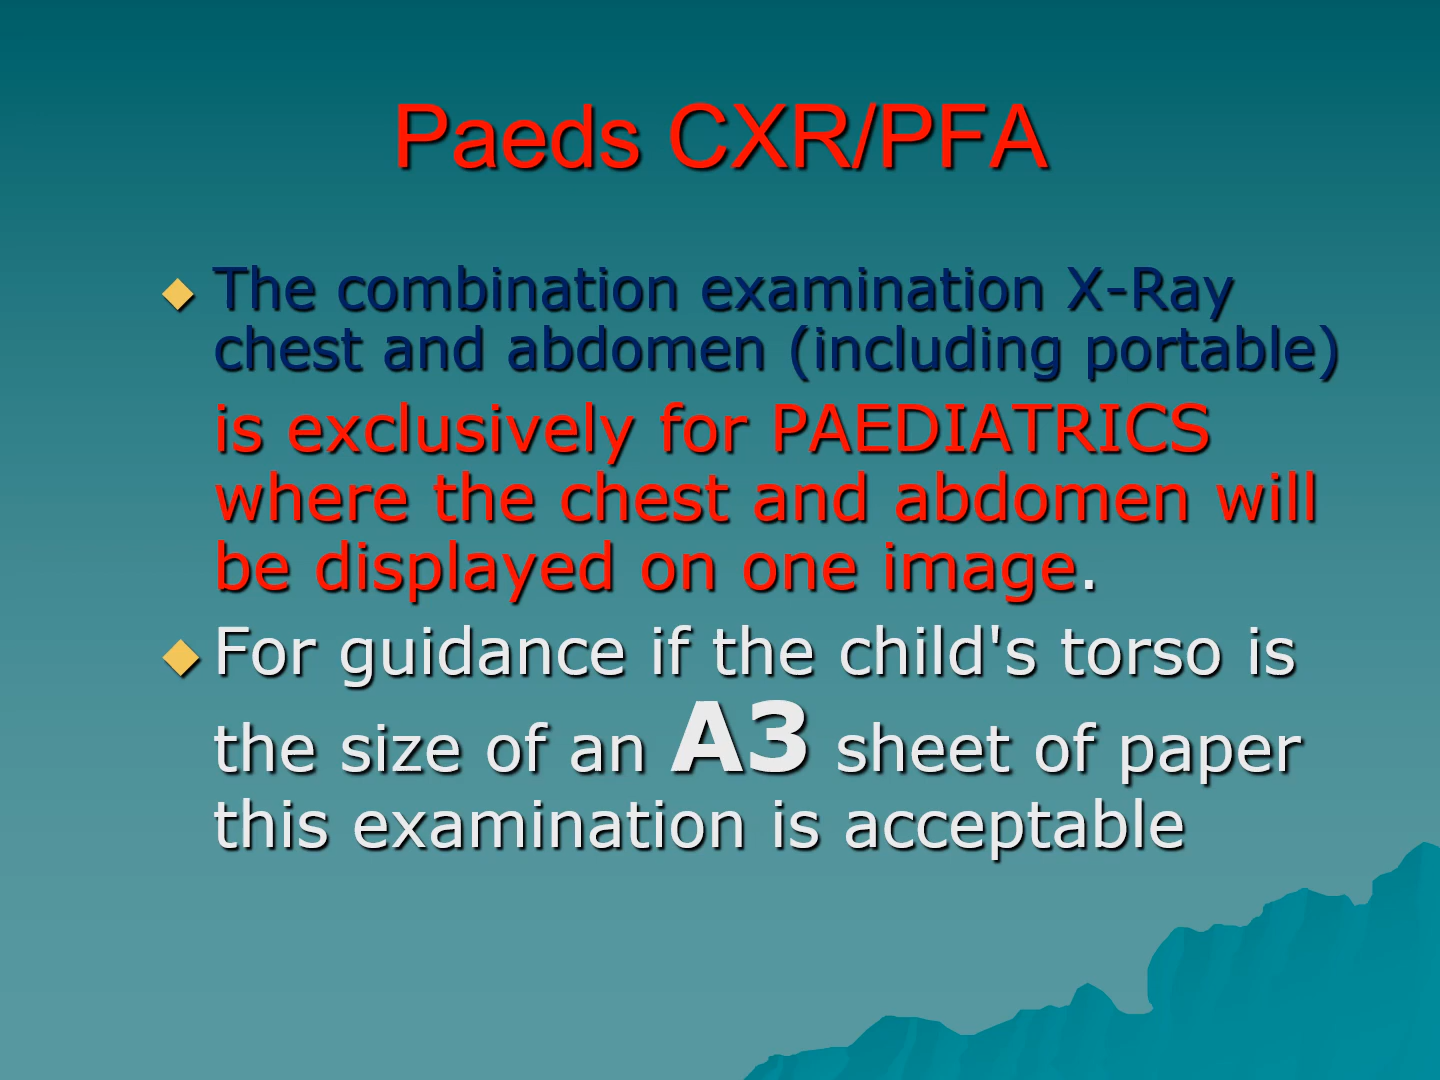 Paeds CXR/PFA
The combination examination X-Ray
chest and abdomen (including portable)
is exclusively for PAEDIATRICS
where the chest and abdomen will
be displayed on one image.
For guidance if the child's torso is
the size of an A3 sheet of paper
this examination is acceptable